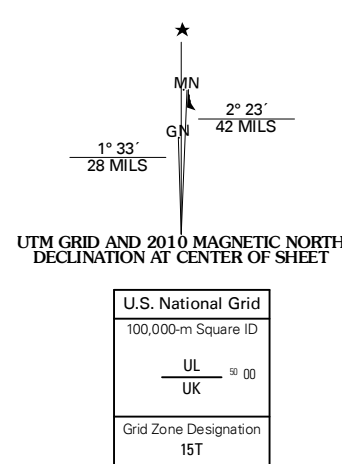 ★
MN
2° 23´
42 MILS
GN
1° 33´
28 MILS
UTM GRID AND 2010 MAGNETIC NORTH
DECLINATION AT CENTER OF SHEET
U.S. National Grid
100,000-m Square ID
UL
50 00
UK
Grid Zone Designation
15T